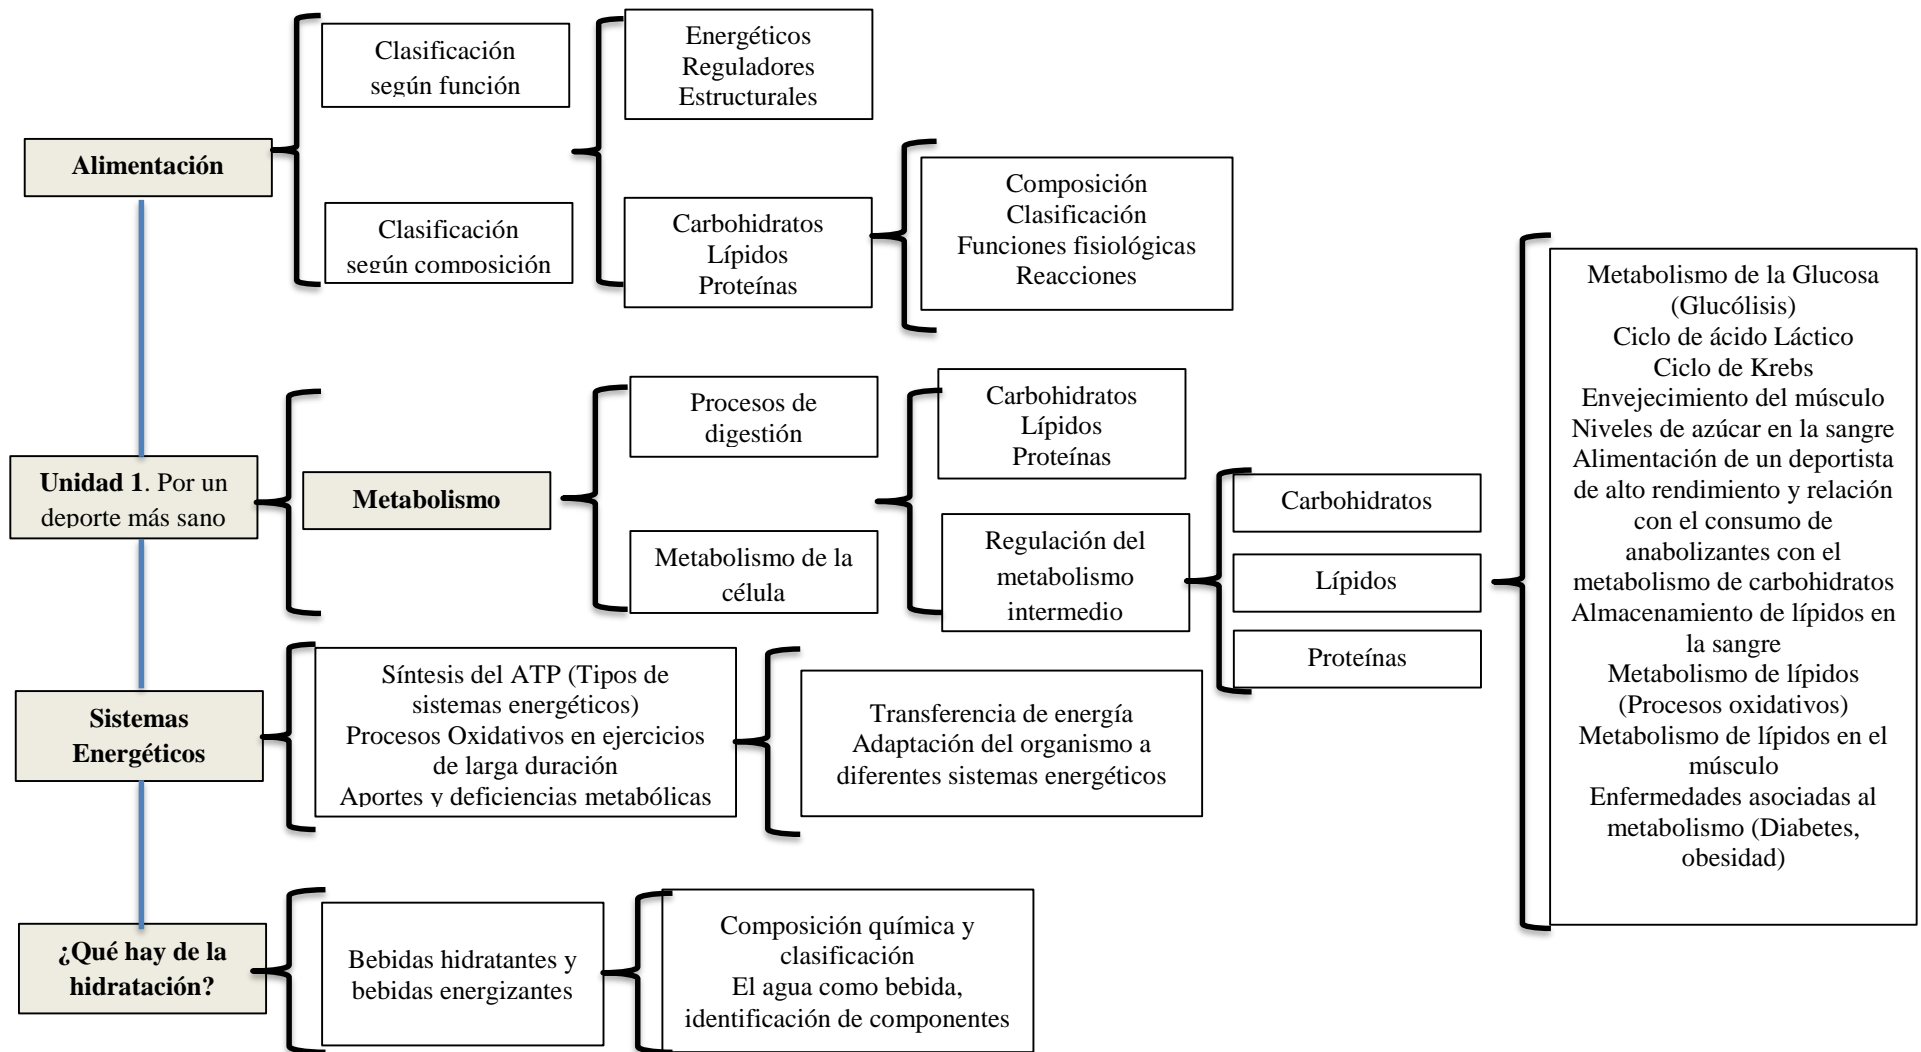 Alimentación
Clasificación
según función
Clasificación
según composición
Energéticos
Reguladores
Estructurales
Carbohidratos
Lípidos
Proteínas
Composición
Clasificación
Funciones fisiológicas
Reacciones
Unidad 1. Por un
deporte más sano
Metabolismo
Procesos de
digestión
Metabolismo de la
célula
Carbohidratos
Lípidos
Proteínas
Regulación del
metabolismo
intermedio
Carbohidratos
Lípidos
Proteínas
Metabolismo de la Glucosa
(Glucólisis)
Ciclo de ácido Láctico
Ciclo de Krebs
Envejecimiento del músculo
Niveles de azúcar en la sangre
Alimentación de un deportista
de alto rendimiento y relación
con el consumo de
anabolizantes con el
metabolismo de carbohidratos
Almacenamiento de lípidos en
la sangre
Metabolismo de lípidos
(Procesos oxidativos)
Metabolismo de lípidos en el
músculo
Enfermedades asociadas al
metabolismo (Diabetes,
obesidad)
Sistemas
Energéticos
Síntesis del ATP (Tipos de
sistemas energéticos)
Procesos Oxidativos en ejercicios
de larga duración
Aportes y deficiencias metabólicas
Transferencia de energía
Adaptación del organismo a
diferentes sistemas energéticos
¿Qué hay de la
hidratación?
Bebidas hidratantes y
bebidas energizantes
Composición química y
clasificación
El agua como bebida,
identificación de componentes